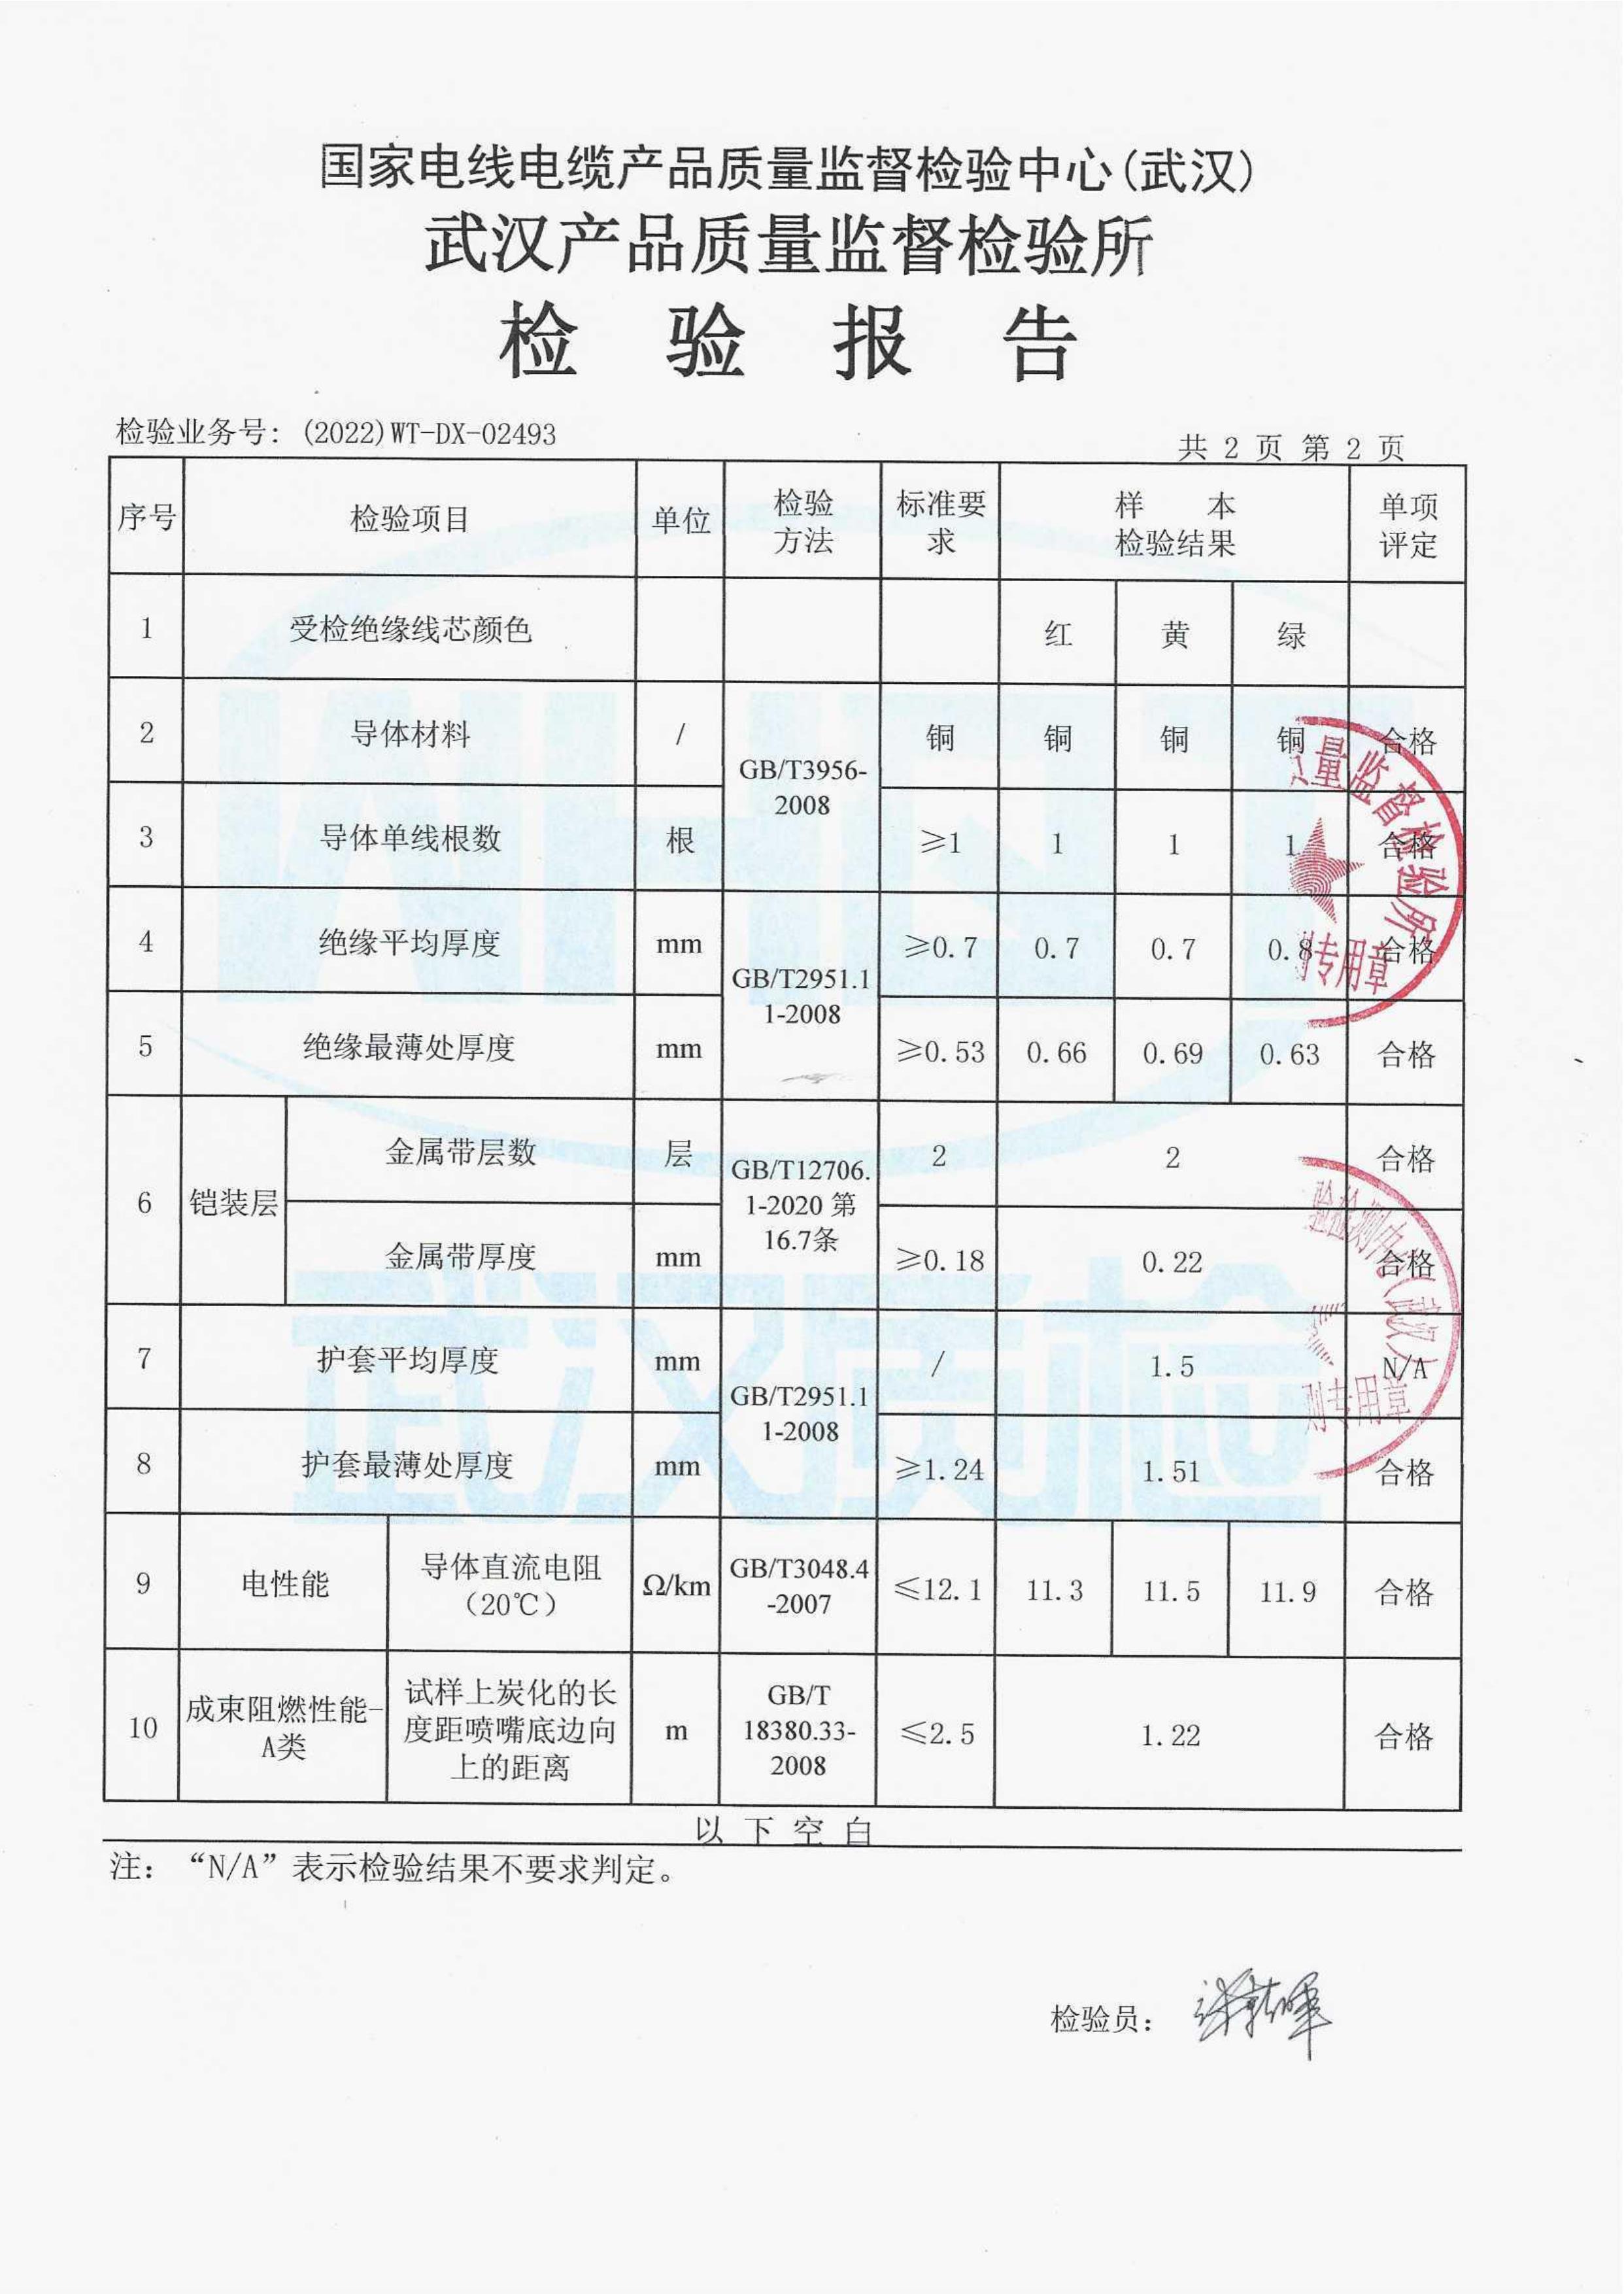 国家电线电缆产品质量监督检验中心(武汉)
武汉产品质量监督检验所
检 验 报 告
检验业务号: (2022)WT-DX-02493
共 2 页 第 2 页
序号 检验项目 单位 检验方法 标准要求 样 本 检验结果 单项评定
1 受检绝缘线芯颜色 红 黄 绿
2 导体材料 / GB/T3956-2008 铜 铜 铜 铜 合格
3 导体单线根数 根 ≥1 1 1 1 合格
4 绝缘平均厚度 mm GB/T2951.11-2008 ≥0.7 0.7 0.7 0.8 合格
5 绝缘最薄处厚度 mm ≥0.53 0.66 0.69 0.63 合格
6 铠装层 金属带层数 层 GB/T12706.1-2020 第16.7条 2 2 合格
金属带厚度 mm ≥0.18 0.22 合格
7 护套平均厚度 mm GB/T2951.11-2008 / 1.5 N/A
8 护套最薄处厚度 mm ≥1.24 1.51 合格
9 电性能 导体直流电阻（20℃） Ω/km GB/T3048.4-2007 ≤12.1 11.3 11.5 11.9 合格
10 成束阻燃性能-A类 试样上炭化的长度距喷嘴底边向上的距离 m GB/T 18380.33-2008 ≤2.5 1.22 合格
以 下 空 白
注： “N/A”表示检验结果不要求判定。
检验员：
量监督检验所
专用章
验检测中心(武汉)
专用章
武汉质检